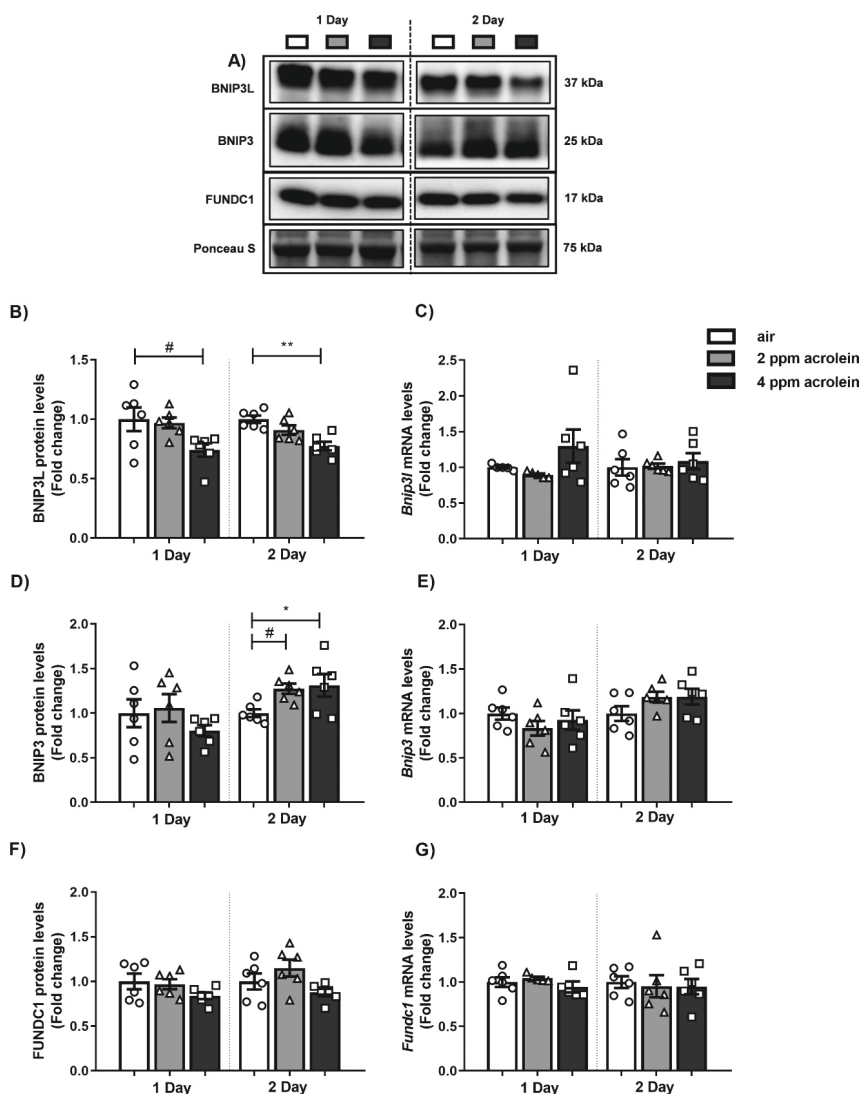 1 Day
2 Day
A)
BNIP3L
37 kDa
BNIP3
25 kDa
FUNDC1
17 kDa
Ponceau S
75 kDa
B)
#
**
1.5
1.0
0.5
0.0
BNIP3L protein levels
(Fold change)
1 Day
2 Day
C)
air
2 ppm acrolein
4 ppm acrolein
2.5
2.0
1.5
1.0
0.5
0.0
Bnip3l mRNA levels
(Fold change)
1 Day
2 Day
D)
*
#
2.0
1.5
1.0
0.5
0.0
BNIP3 protein levels
(Fold change)
1 Day
2 Day
E)
2.0
1.5
1.0
0.5
0.0
Bnip3 mRNA levels
(Fold change)
1 Day
2 Day
F)
2.0
1.5
1.0
0.5
0.0
FUNDC1 protein levels
(Fold change)
1 Day
2 Day
G)
2.0
1.5
1.0
0.5
0.0
Fundc1 mRNA levels
(Fold change)
1 Day
2 Day